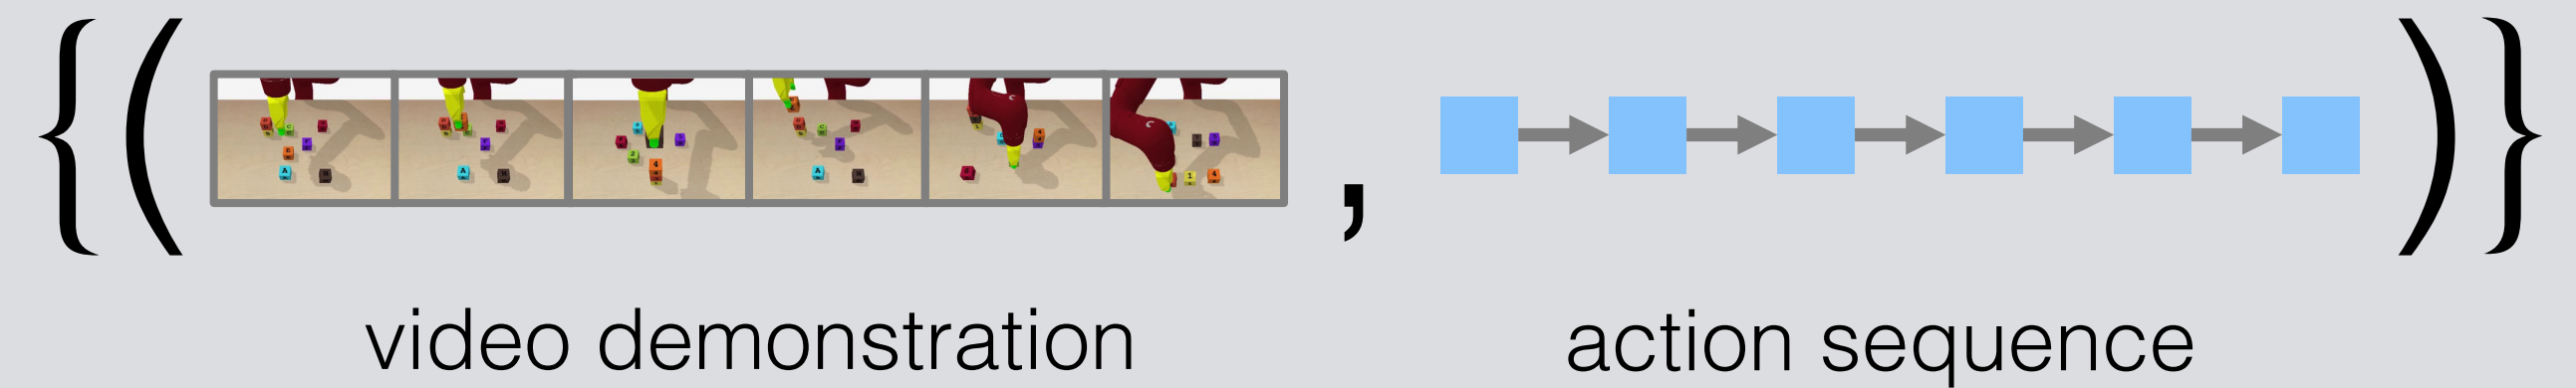 {( , )}
video demonstration
action sequence